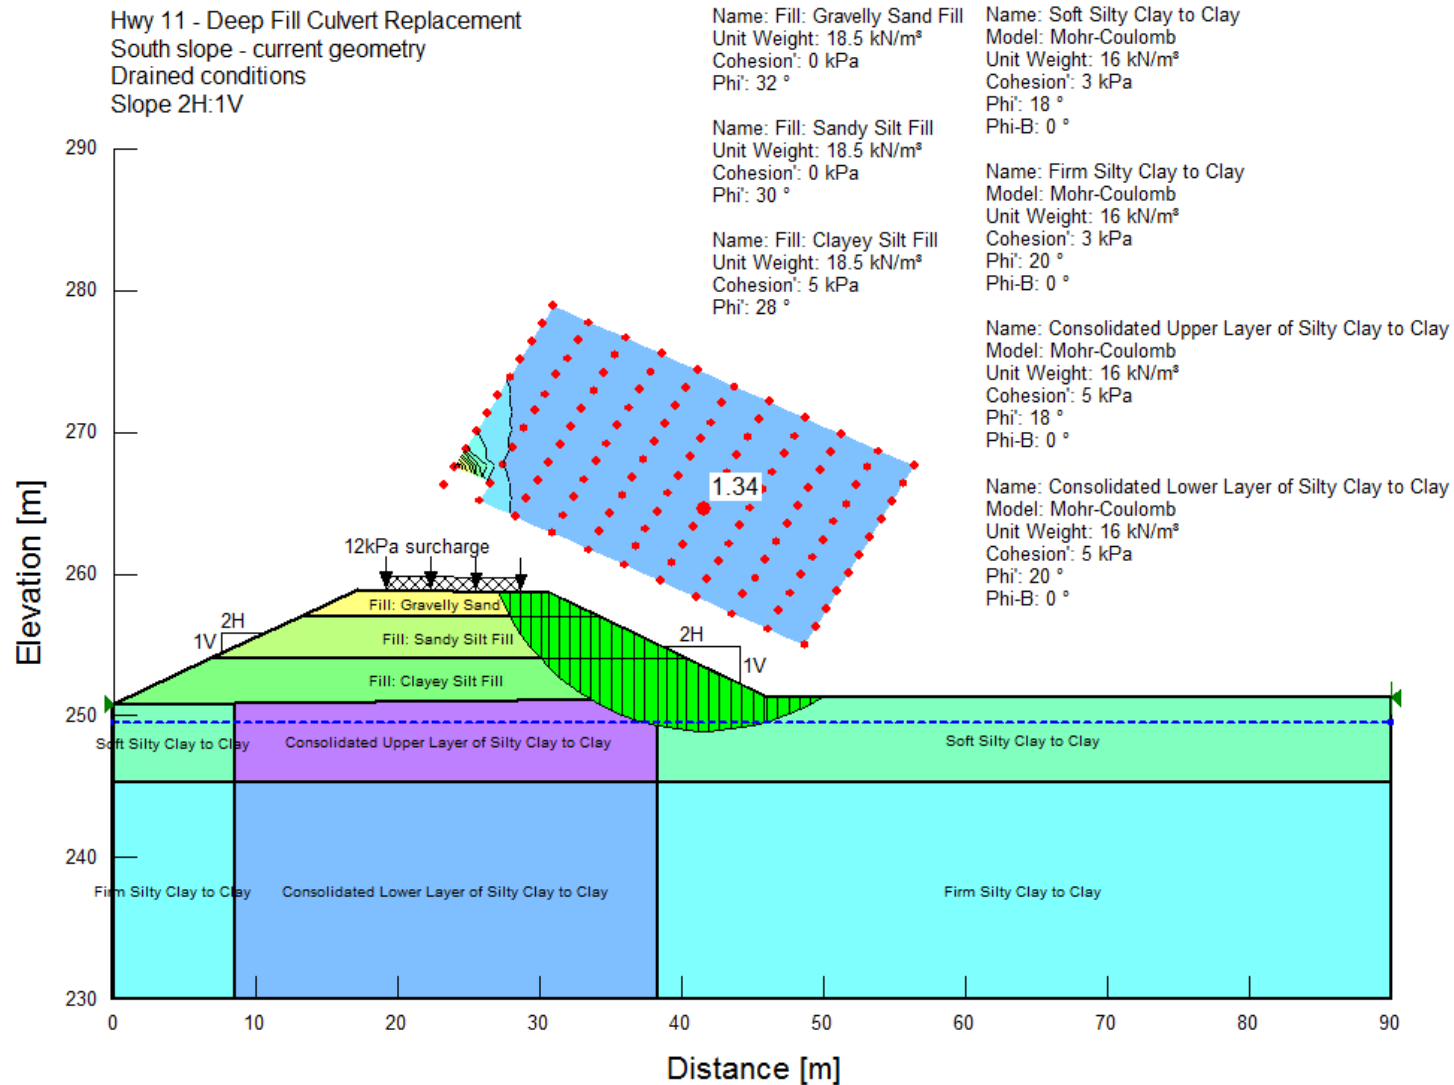 Hwy 11 - Deep Fill Culvert Replacement
South slope - current geometry
Drained conditions
Slope 2H:1V
Name: Fill: Gravelly Sand Fill
Unit Weight: 18.5 kN/m³
Cohesion': 0 kPa
Phi': 32 °
Name: Fill: Sandy Silt Fill
Unit Weight: 18.5 kN/m³
Cohesion': 0 kPa
Phi': 30 °
Name: Fill: Clayey Silt Fill
Unit Weight: 18.5 kN/m³
Cohesion': 5 kPa
Phi': 28 °
Name: Soft Silty Clay to Clay
Model: Mohr-Coulomb
Unit Weight: 16 kN/m³
Cohesion': 3 kPa
Phi': 18 °
Phi-B: 0 °
Name: Firm Silty Clay to Clay
Model: Mohr-Coulomb
Unit Weight: 16 kN/m³
Cohesion': 3 kPa
Phi': 20 °
Phi-B: 0 °
Name: Consolidated Upper Layer of Silty Clay to Clay
Model: Mohr-Coulomb
Unit Weight: 16 kN/m³
Cohesion': 5 kPa
Phi': 18 °
Phi-B: 0 °
Name: Consolidated Lower Layer of Silty Clay to Clay
Model: Mohr-Coulomb
Unit Weight: 16 kN/m³
Cohesion': 5 kPa
Phi': 20 °
Phi-B: 0 °
Elevation [m]
290
280
270
260
250
240
230
1.34
12kPa surcharge
Fill: Gravelly Sand
2H
1V
Fill: Sandy Silt Fill
2H
1V
Fill: Clayey Silt Fill
Soft Silty Clay to Clay
Consolidated Upper Layer of Silty Clay to Clay
Soft Silty Clay to Clay
Firm Silty Clay to Clay
Consolidated Lower Layer of Silty Clay to Clay
Firm Silty Clay to Clay
0 10 20 30 40 50 60 70 80 90
Distance [m]